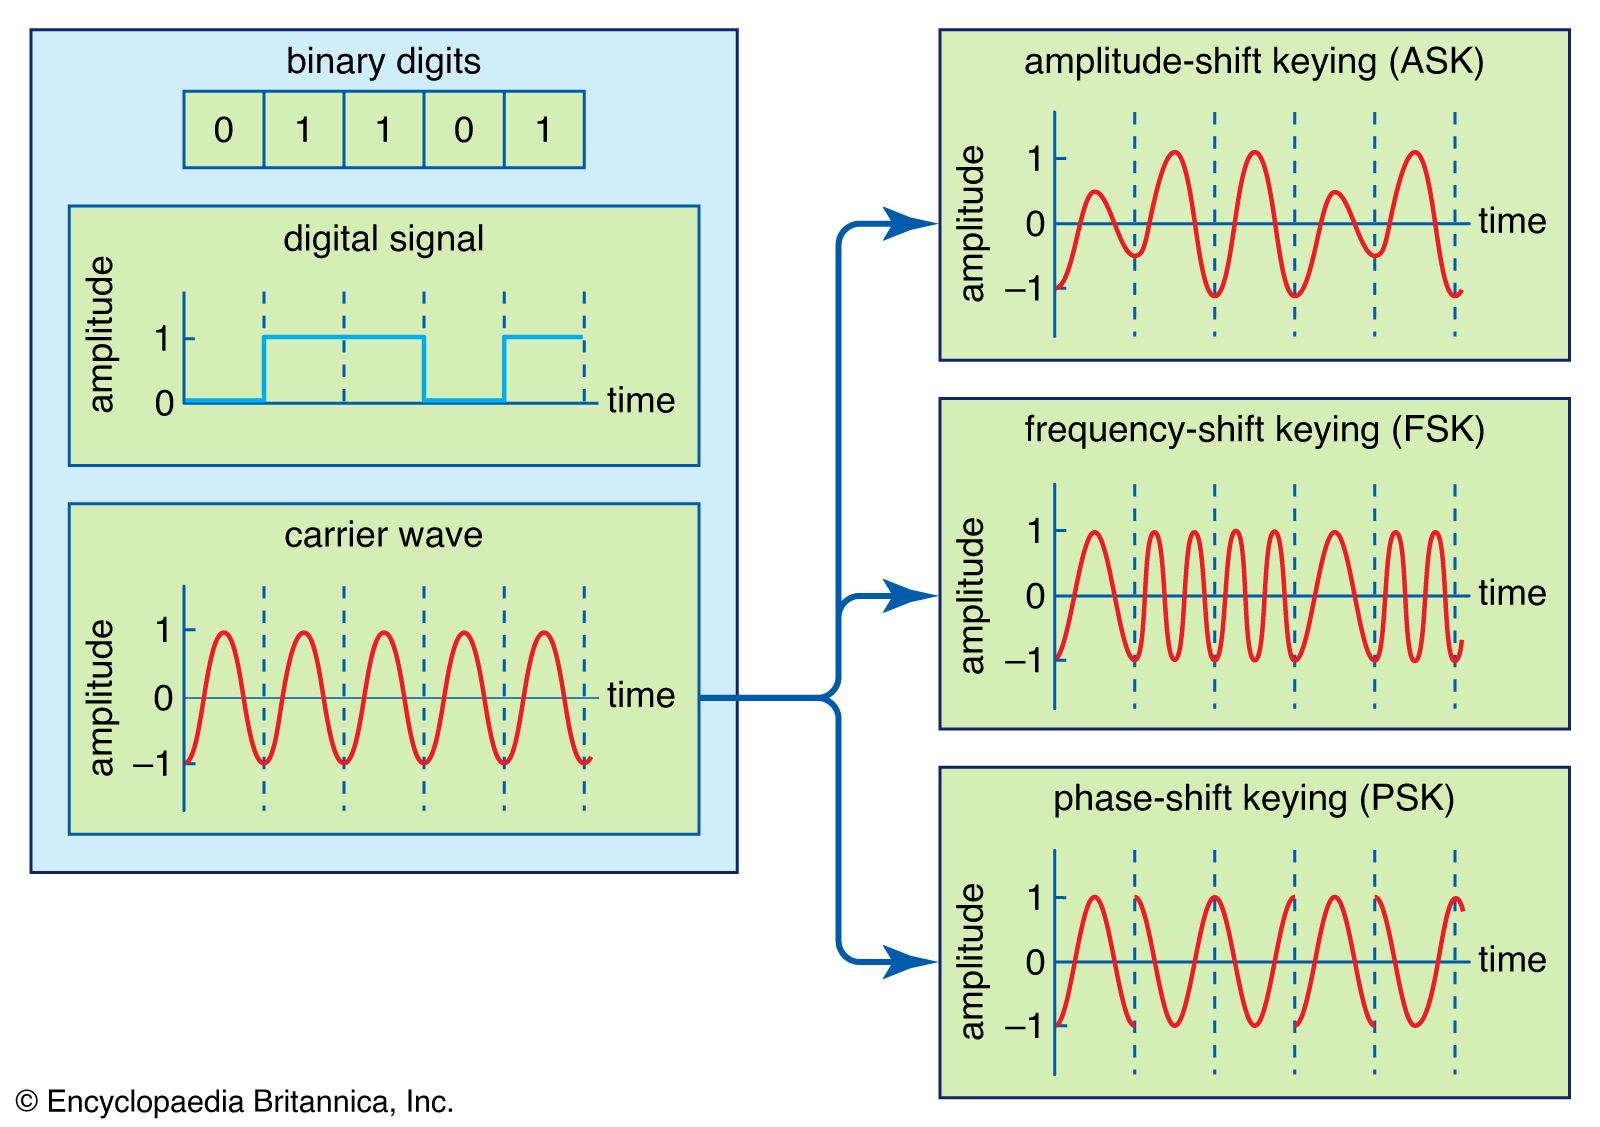 binary digits
0 1 1 0 1
digital signal
amplitude
1
0
time
carrier wave
amplitude
1
0
–1
time
amplitude-shift keying (ASK)
amplitude
1
0
–1
time
frequency-shift keying (FSK)
amplitude
1
0
–1
time
phase-shift keying (PSK)
amplitude
1
0
–1
time
© Encyclopaedia Britannica, Inc.